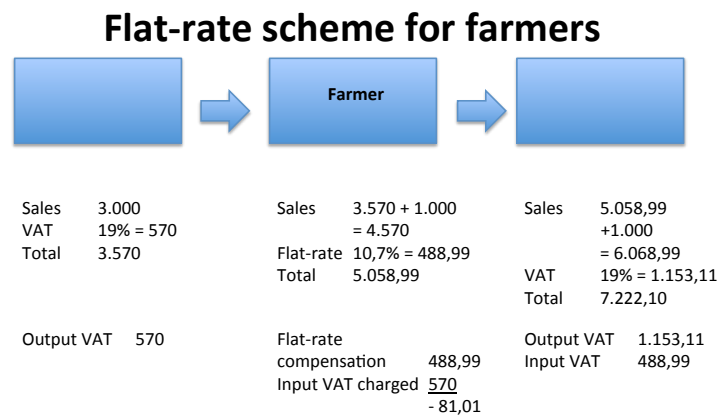 Flat-rate scheme for farmers
Farmer
Sales 3.000
VAT 19% = 570
Total 3.570
Output VAT 570
Sales 3.570 + 1.000
= 4.570
Flat-rate 10,7% = 488,99
Total 5.058,99
Flat-rate
compensation 488,99
Input VAT charged 570
- 81,01
Sales 5.058,99
+1.000
= 6.068,99
VAT 19% = 1.153,11
Total 7.222,10
Output VAT 1.153,11
Input VAT 488,99